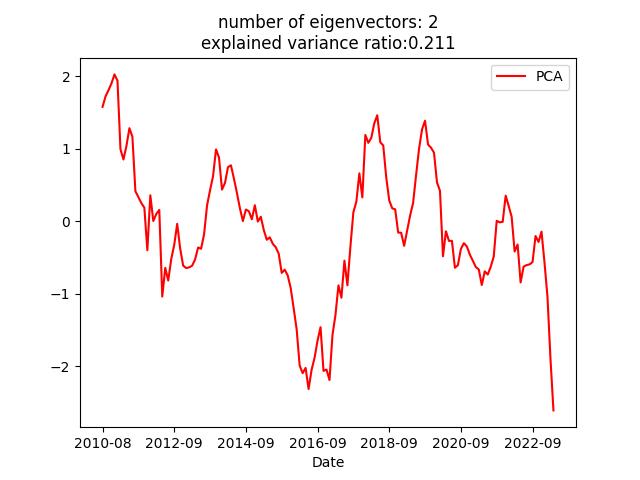 number of eigenvectors: 2
explained variance ratio:0.211
PCA
2
1
0
−1
−2
2010-08 2012-09 2014-09 2016-09 2018-09 2020-09 2022-09
Date